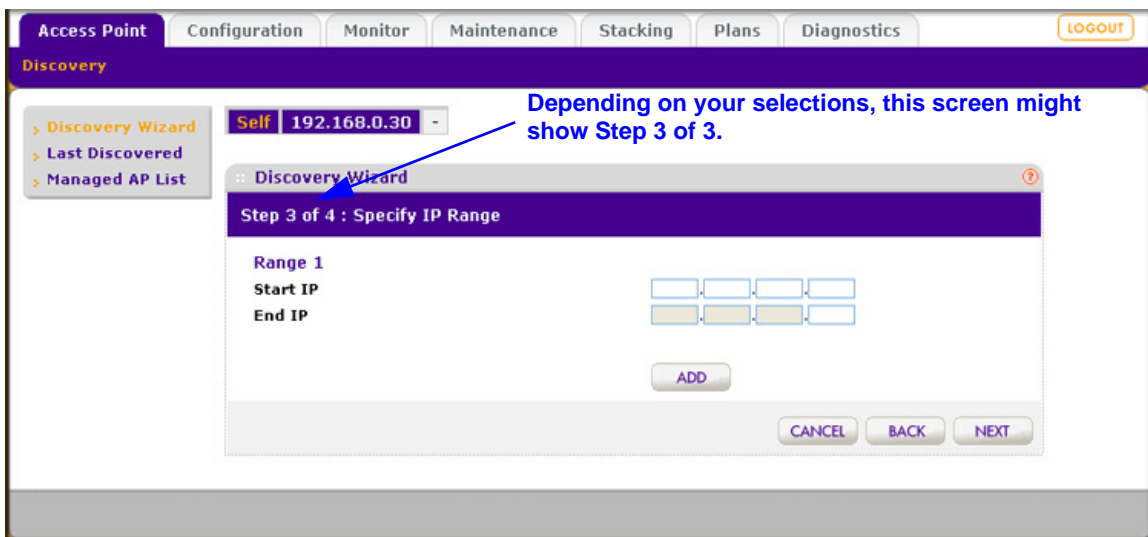 Access Point Configuration Monitor Maintenance Stacking Plans Diagnostics LOGOUT
Discovery
Discovery Wizard
Last Discovered
Managed AP List
Self 192.168.0.30 -
Depending on your selections, this screen might
show Step 3 of 3.
Discovery Wizard ?
Step 3 of 4 : Specify IP Range
Range 1
Start IP . . .
End IP . . .
ADD
CANCEL BACK NEXT